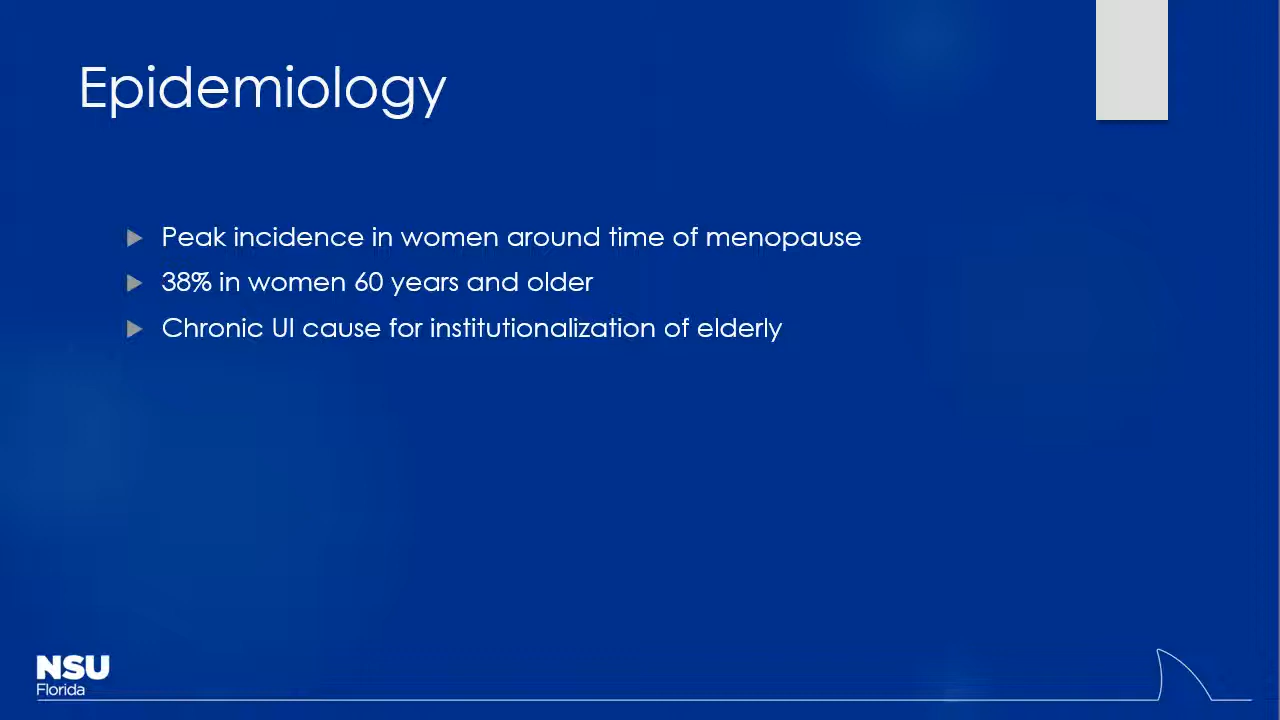 Epidemiology
Peak incidence in women around time of menopause
38% in women 60 years and older
Chronic UI cause for institutionalization of elderly
NSU
Florida